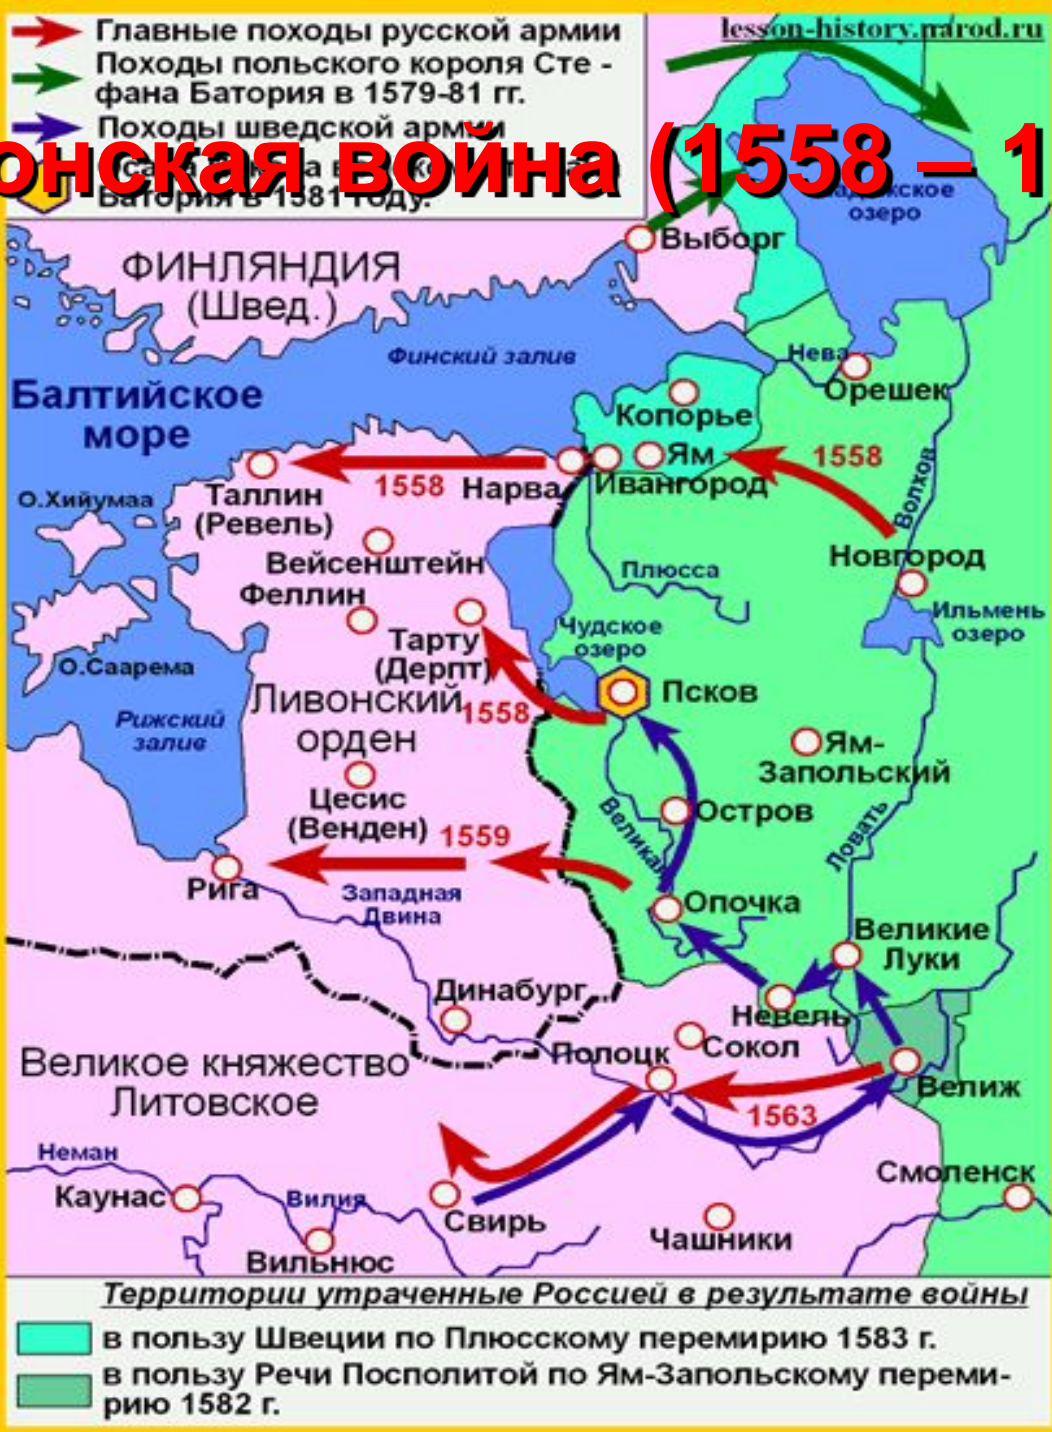 lesson-history.narod.ru
Главные походы русской армии
Походы польского короля Сте -
фана Батория в 1579-81 гг.
Походы шведской армии
онская война (1558 – 1
Батория в 1581 году.
озеро
Выборг
ФИНЛЯНДИЯ
(Швед.)
Финский залив
Нева
Орешек
Балтийское
море
Копорье
Ям
1558
Волхов
1558
Нарва
Ивангород
Таллин
(Ревель)
О.Хийумаа
Вейсенштейн
Новгород
Плюсса
Феллин
Ильмень
озеро
Тарту
(Дерпт)
Чудское
озеро
О.Саарема
Ливонский
орден
1558
Псков
Рижский
залив
Ям-
Запольский
Цесис
(Венден)
Остров
Великая
Ловать
1559
Рига
Западная
Двина
Опочка
Великие
Луки
Динабург
Невель
Сокол
Полоцк
Великое княжество
Литовское
Велиж
1563
Неман
Смоленск
Каунас
Вилия
Свирь
Чашники
Вильнюс
Территории утраченные Россией в результате войны
в пользу Швеции по Плюсскому перемирию 1583 г.
в пользу Речи Посполитой по Ям-Запольскому переми-
рию 1582 г.